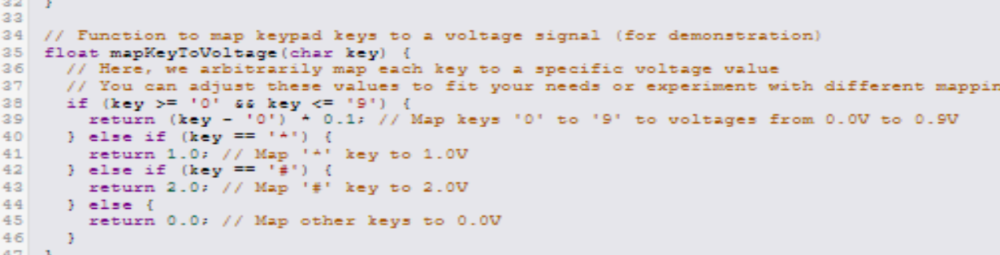 32 }
33
34 // Function to map keypad keys to a voltage signal (for demonstration)
35 float mapKeyToVoltage(char key) {
36 // Here, we arbitrarily map each key to a specific voltage value
37 // You can adjust these values to fit your needs or experiment with different mappin
38 if (key >= '0' && key <= '9') {
39 return (key - '0') * 0.1; // Map keys '0' to '9' to voltages from 0.0V to 0.9V
40 } else if (key == '*') {
41 return 1.0; // Map '*' key to 1.0V
42 } else if (key == '#') {
43 return 2.0; // Map '#' key to 2.0V
44 } else {
45 return 0.0; // Map other keys to 0.0V
46 }
47 }